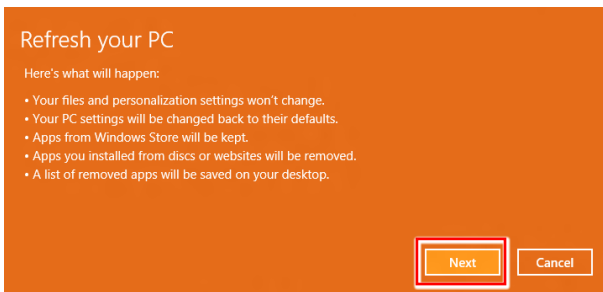 Refresh your PC
Here's what will happen:
• Your files and personalization settings won't change.
• Your PC settings will be changed back to their defaults.
• Apps from Windows Store will be kept.
• Apps you installed from discs or websites will be removed.
• A list of removed apps will be saved on your desktop.
Next Cancel